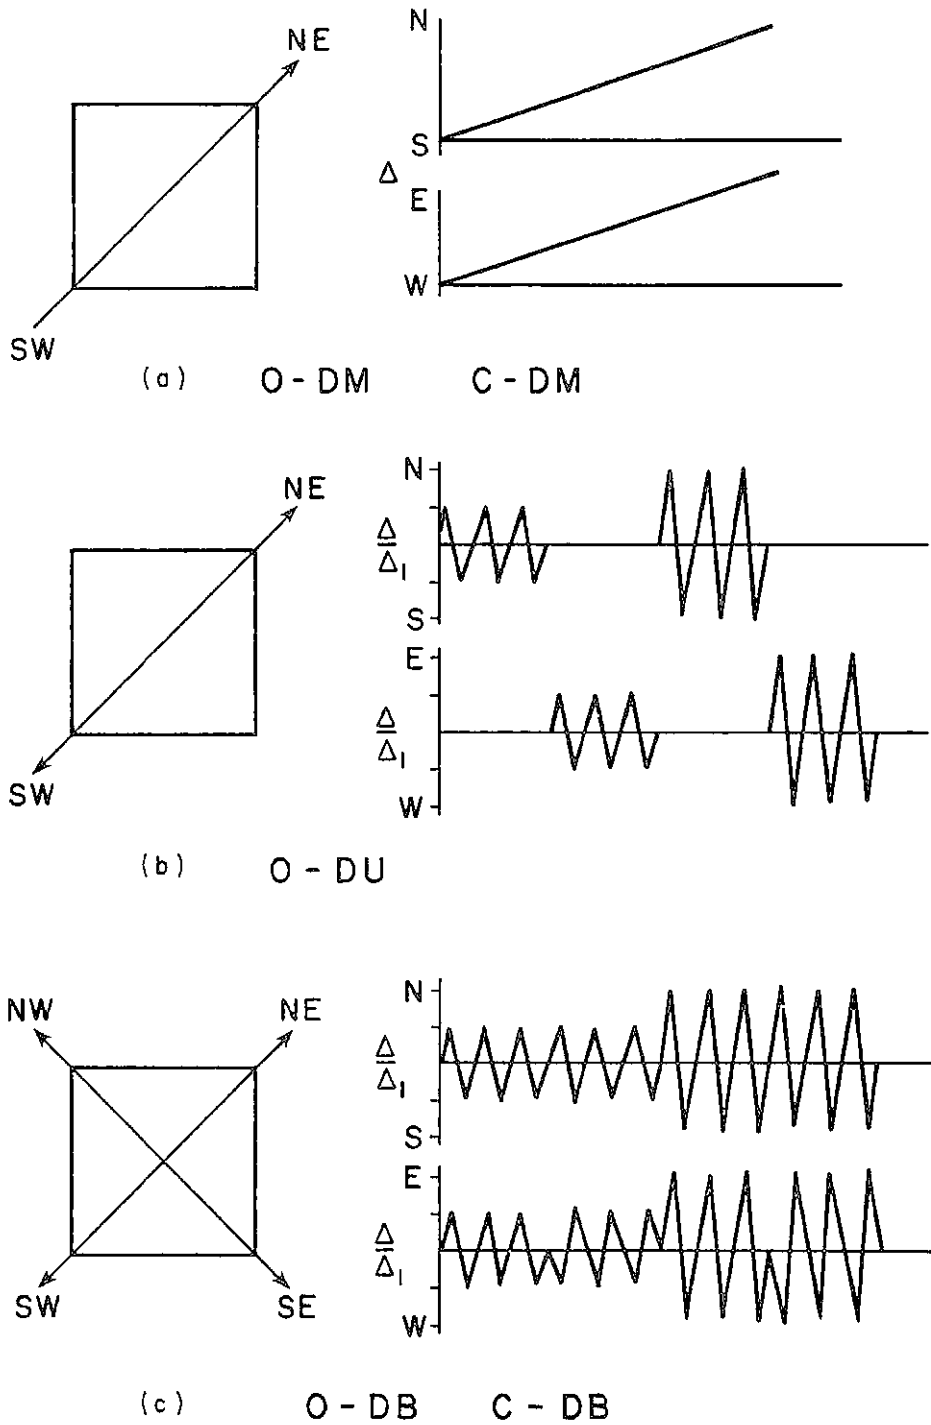 NE
SW
N
S
Δ
E
W
(a) O - DM C - DM
NE
SW
N
Δ
Δ1
S
E
Δ
Δ1
W
(b) O - DU
NW NE
SW SE
N
Δ
Δ1
S
E
Δ
Δ1
W
(c) O - DB C - DB